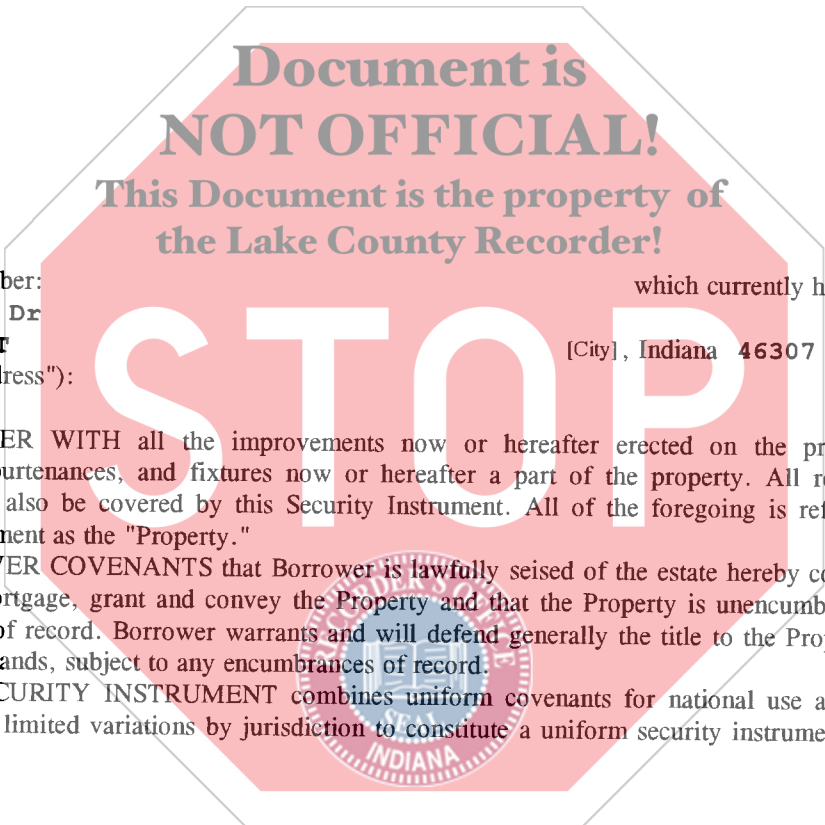 Document is
NOT OFFICIAL!
This Document is the property of
the Lake County Recorder!
ber: which currently h
Dr
[City], Indiana 46307
ress"):
STOP
ER WITH all the improvements now or hereafter erected on the pr
urtenances, and fixtures now or hereafter a part of the property. All r
also be covered by this Security Instrument. All of the foregoing is ref
ment as the "Property."
ER COVENANTS that Borrower is lawfully seised of the estate hereby co
rtgage, grant and convey the Property and that the Property is unencumb
of record. Borrower warrants and will defend generally the title to the Prop
ands, subject to any encumbrances of record.
CURITY INSTRUMENT combines uniform covenants for national use a
limited variations by jurisdiction to constitute a uniform security instrume
RECORDER'S OFFICE
SEAL
INDIANA